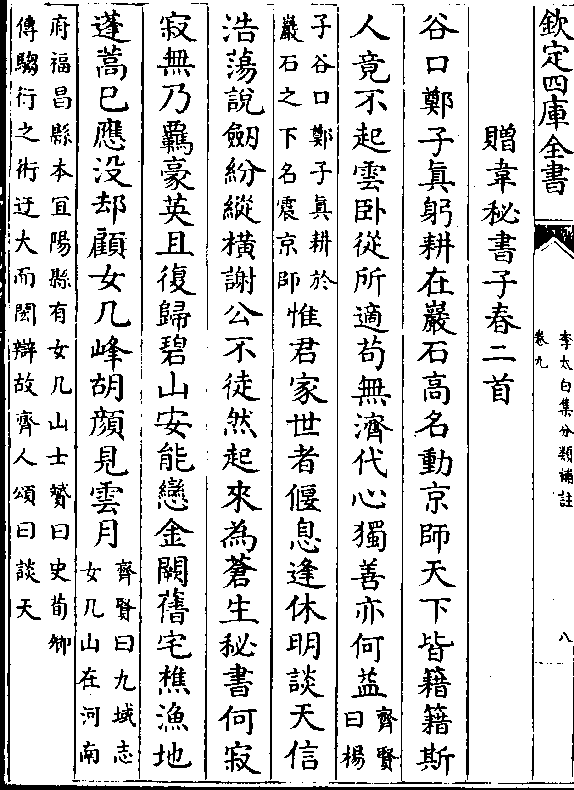 欽定四庫全書
李太白集分類補註
卷九
八
贈韋秘書子春二首
谷口鄭子真躬耕在巖石高名動京師天下皆籍籍斯
人竟不起雲卧從所適茍無濟代心獨善亦何益
齊賢
曰楊
子谷口鄭子真耕於
巖石之下名震京師
惟君家世者偃息逢休明談天信
浩蕩說劒紛縱横謝公不徒然起來為蒼生秘書何寂
寂無乃羈豪英且復歸碧山安能戀金闕舊宅樵漁地
蓬蒿已應没却顧女几峰胡顔見雲月
齊賢曰九域志
女几山在河南
府福昌縣本宜陽縣有女几山士贇曰史荀卿
傳騶衍之術迂大而閎辯故齊人頌曰談天